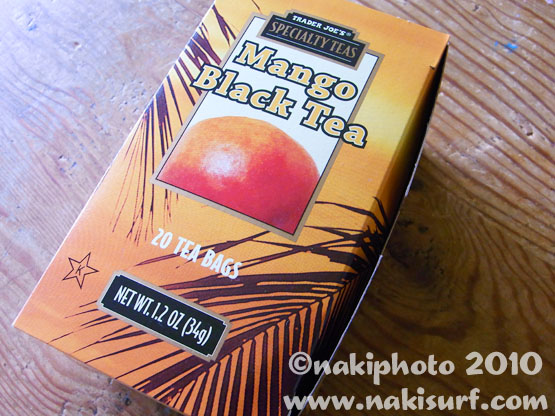 TRADER JOE'S®
SPECIALTY TEAS
Mango
Black Tea
20 TEA BAGS
K
NET WT. 1.2 OZ (34g)
©nakiphoto 2010
www.nakisurf.com